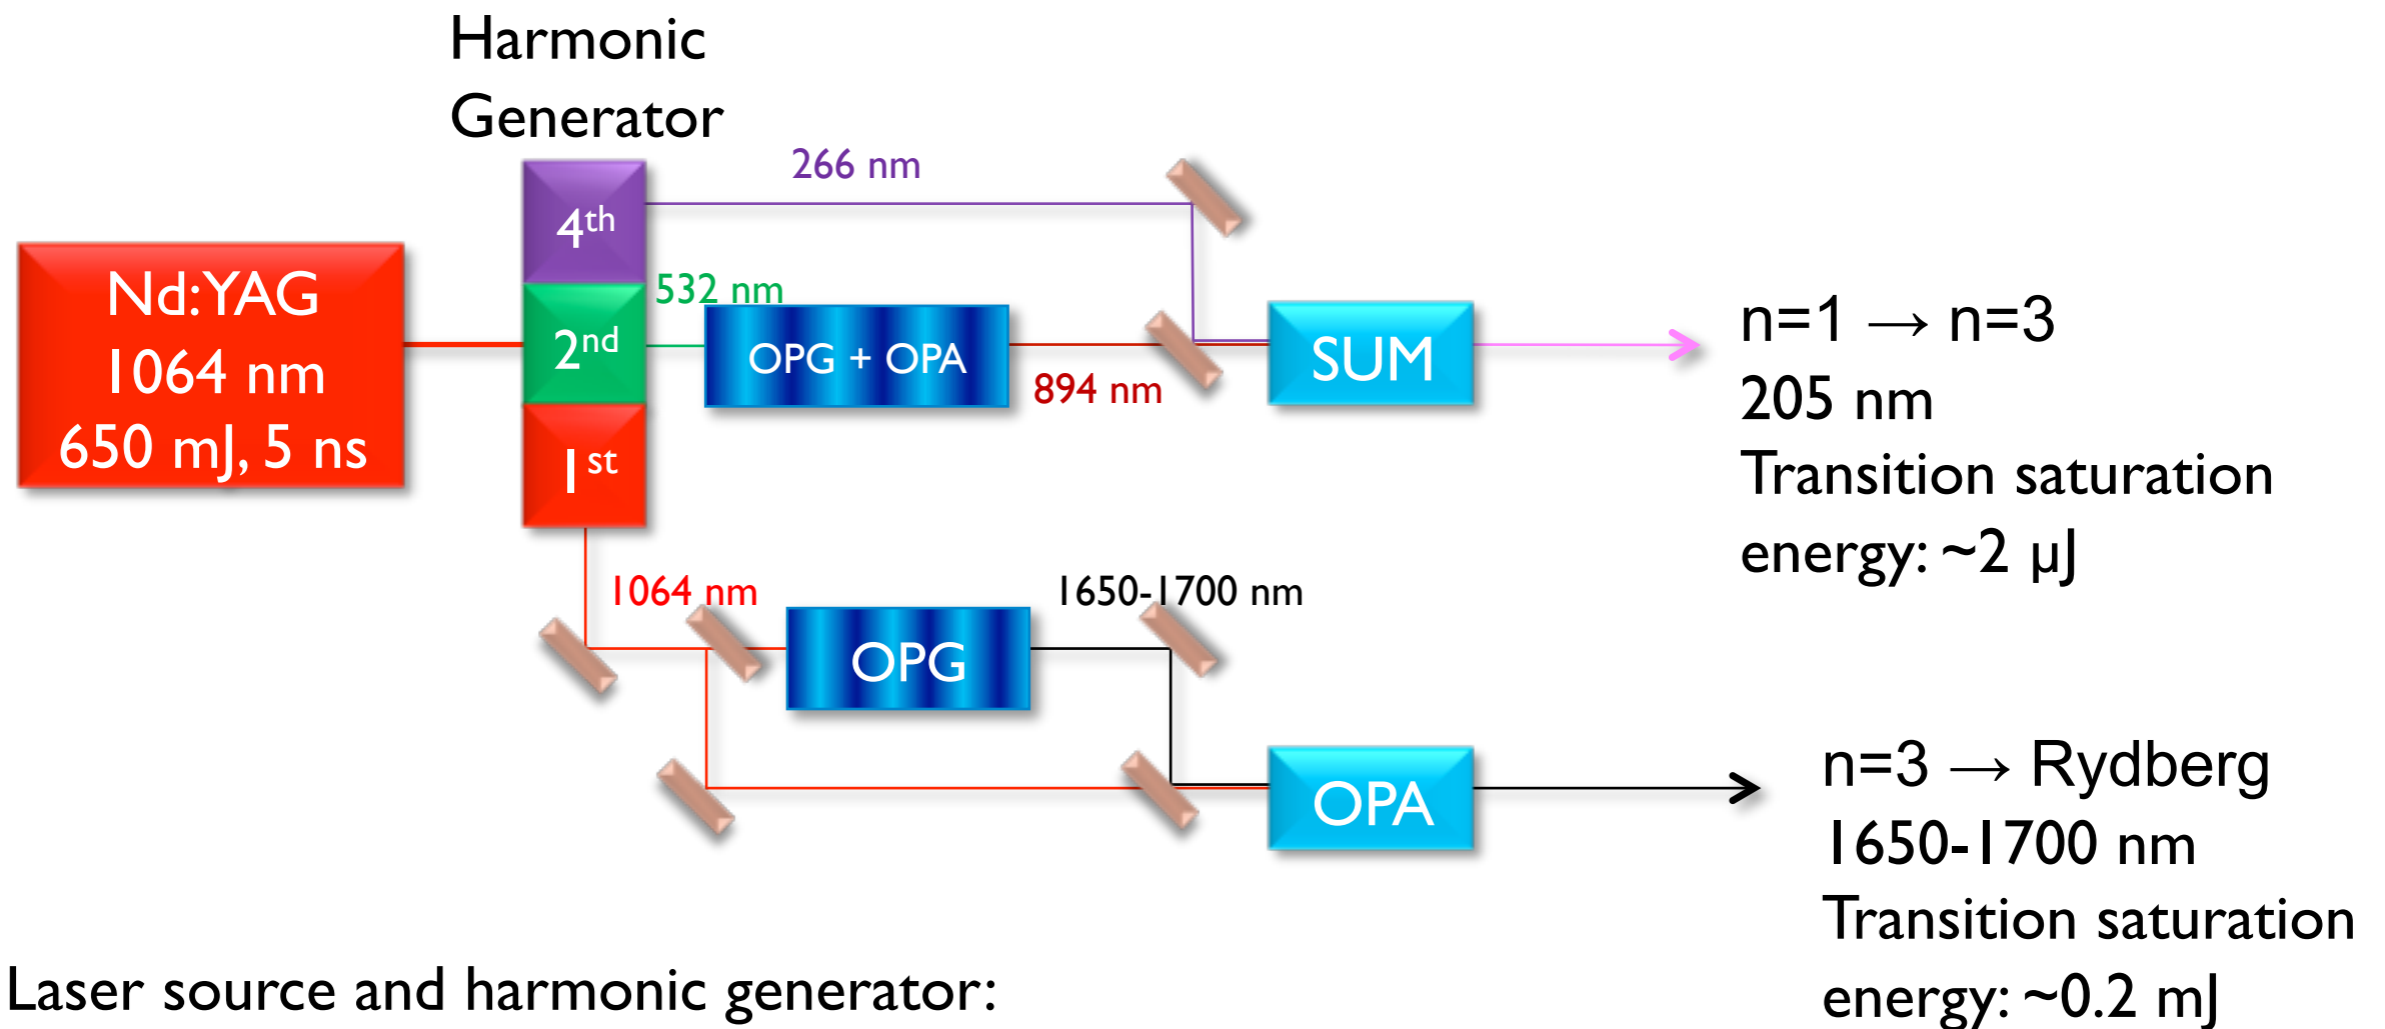 Harmonic
Generator
266 nm
4th
532 nm
Nd:YAG
1064 nm
650 mJ, 5 ns
2nd
OPG + OPA
894 nm
SUM
n=1 → n=3
205 nm
Transition saturation
energy: ~2 µJ
1st
1064 nm
1650-1700 nm
OPG
OPA
n=3 → Rydberg
1650-1700 nm
Transition saturation
energy: ~0.2 mJ
Laser source and harmonic generator: